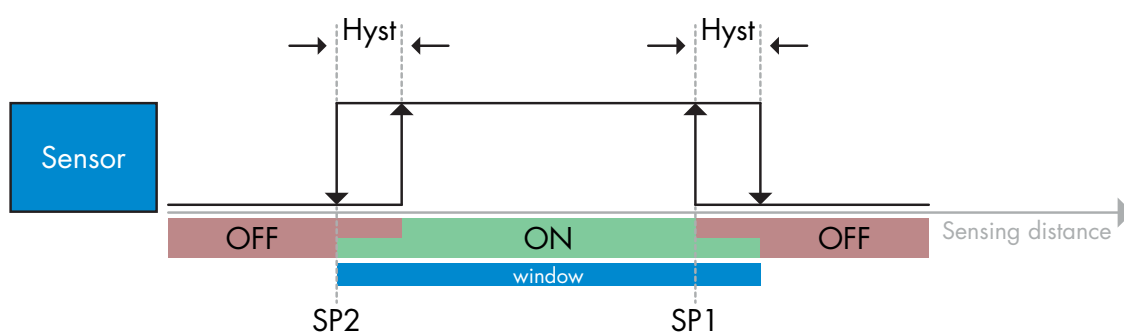 Hyst
Hyst
Sensor
OFF
ON
OFF
Sensing distance
window
SP2
SP1